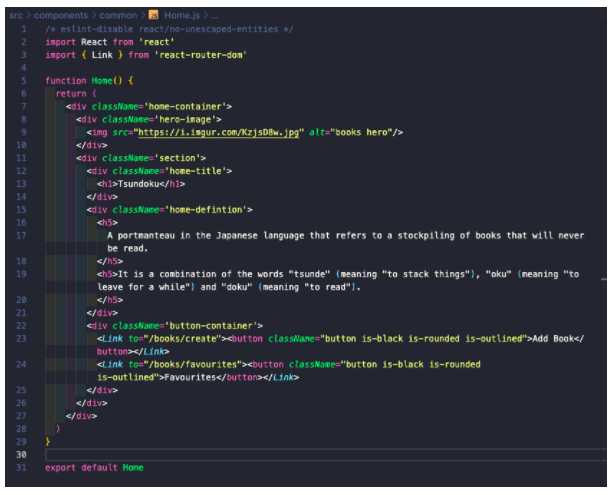 src > components > common > Home.js > ...
1 /* eslint-disable react/no-unescaped-entities */
2 import React from 'react'
3 import { Link } from 'react-router-dom'
4
5 function Home() {
6 return (
7 <div className='home-container'>
8 <div className='hero-image'>
9 <img src="https://i.imgur.com/KzjsD8w.jpg" alt="books hero"/>
10 </div>
11 <div className='section'>
12 <div className='home-title'>
13 <h1>Tsundoku</h1>
14 </div>
15 <div className='home-defintion'>
16 <h5>
17 A portmanteau in the Japanese language that refers to a stockpiling of books that will never
be read.
18 </h5>
19 <h5>It is a combination of the words "tsunde" (meaning "to stack things"), "oku" (meaning "to
leave for a while") and "doku" (meaning "to read").
20 </h5>
21 </div>
22 <div className='button-container'>
23 <Link to="/books/create"><button className="button is-black is-rounded is-outlined">Add Book</
button></Link>
24 <Link to="/books/favourites"><button className="button is-black is-rounded
is-outlined">Favourites</button></Link>
25 </div>
26 </div>
27 </div>
28 )
29 }
30
31 export default Home